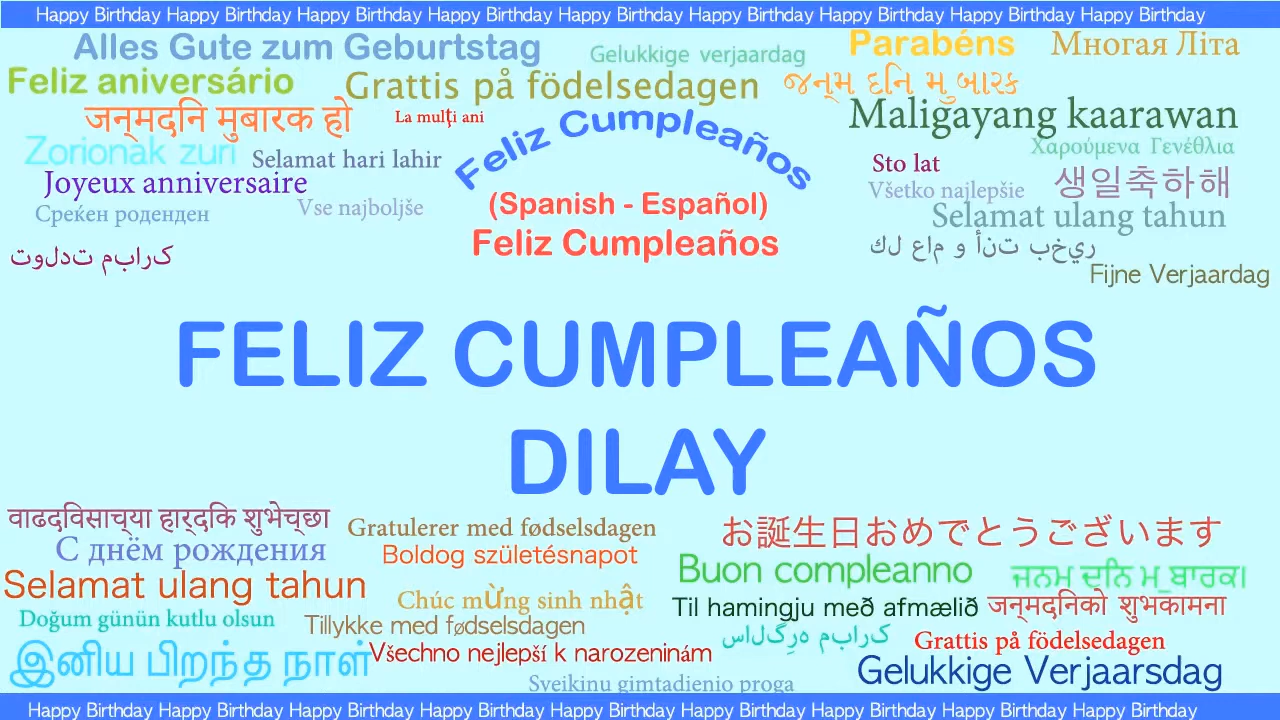 Happy Birthday Happy Birthday Happy Birthday Happy Birthday Happy Birthday Happy Birthday Happy Birthday Happy Birthday Happy Birthday
Alles Gute zum Geburtstag
Gelukkige verjaardag
Parabéns
Многая Літа
Feliz aniversário
Grattis på födelsedagen
જન્મ દિન મુબારક
जन्मदिन मुबारक हो
La mulţi ani
Feliz Cumpleaños
Maligayang kaarawan
Zorionak zuri
Selamat hari lahir
Χαρούμενα Γενέθλια
Sto lat
Joyeux anniversaire
(Spanish - Español)
Všetko najlepšie
생일축하해
Среќен роденден
Vse najboljše
Feliz Cumpleaños
Selamat ulang tahun
تولدت مبارک
كل عام و أنت بخير
Fijne Verjaardag
FELIZ CUMPLEAÑOS
DILAY
वाढदिवसाच्या हार्दिक शुभेच्छा
Gratulerer med fødselsdagen
お誕生日おめでとうございます
С днём рождения
Boldog születésnapot
Buon compleanno
ਜਨਮ ਦਿਨ ਮੁਬਾਰਕ।
Selamat ulang tahun
Chúc mừng sinh nhật
Til hamingju með afmælið
जन्मदिनको शुभकामना
Doğum günün kutlu olsun
Tillykke med fødselsdagen
سالگرہ مبارک
Grattis på födelsedagen
இனிய பிறந்த நாள்
Všechno nejlepší k narozeninám
Gelukkige Verjaarsdag
Sveikinu gimtadienio proga
Happy Birthday Happy Birthday Happy Birthday Happy Birthday Happy Birthday Happy Birthday Happy Birthday Happy Birthday Happy Birthday